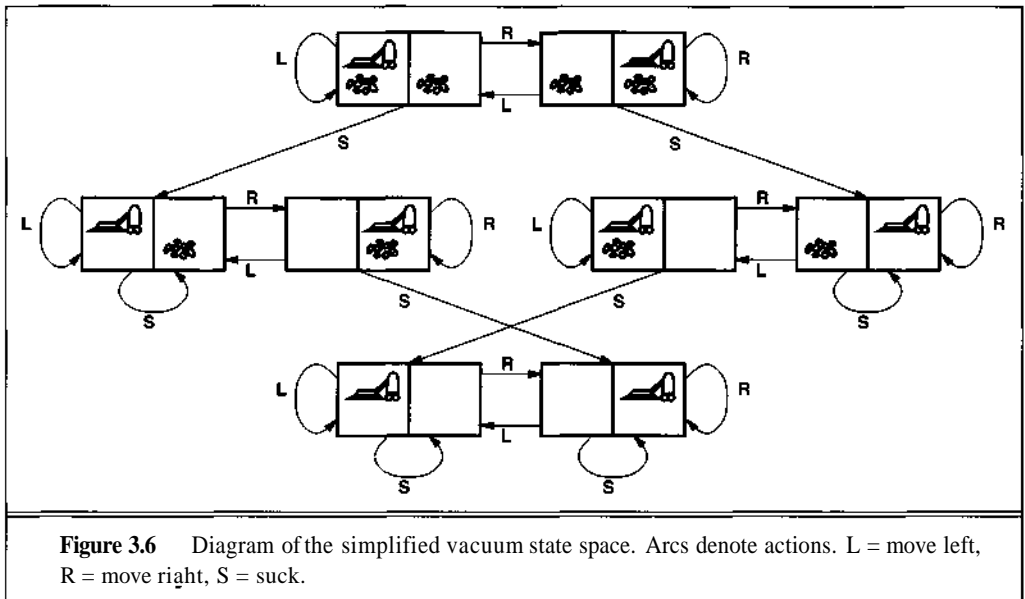 L R R
L
S S
L R R L R R
L L
S S S S
L R R
L
S S
Figure 3.6 Diagram of the simplified vacuum state space. Arcs denote actions. L = move left,
R = move right, S = suck.